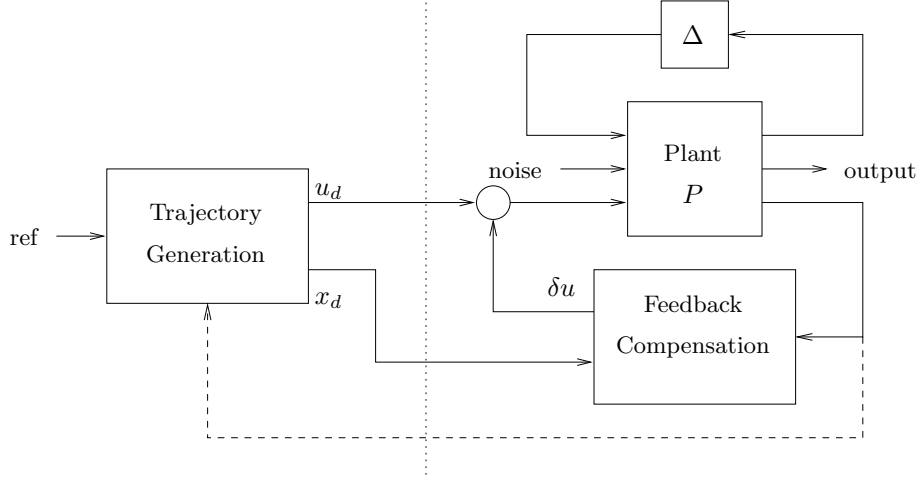 Δ
Plant
P
noise
output
u_d
Trajectory
Generation
ref
x_d
δu
Feedback
Compensation